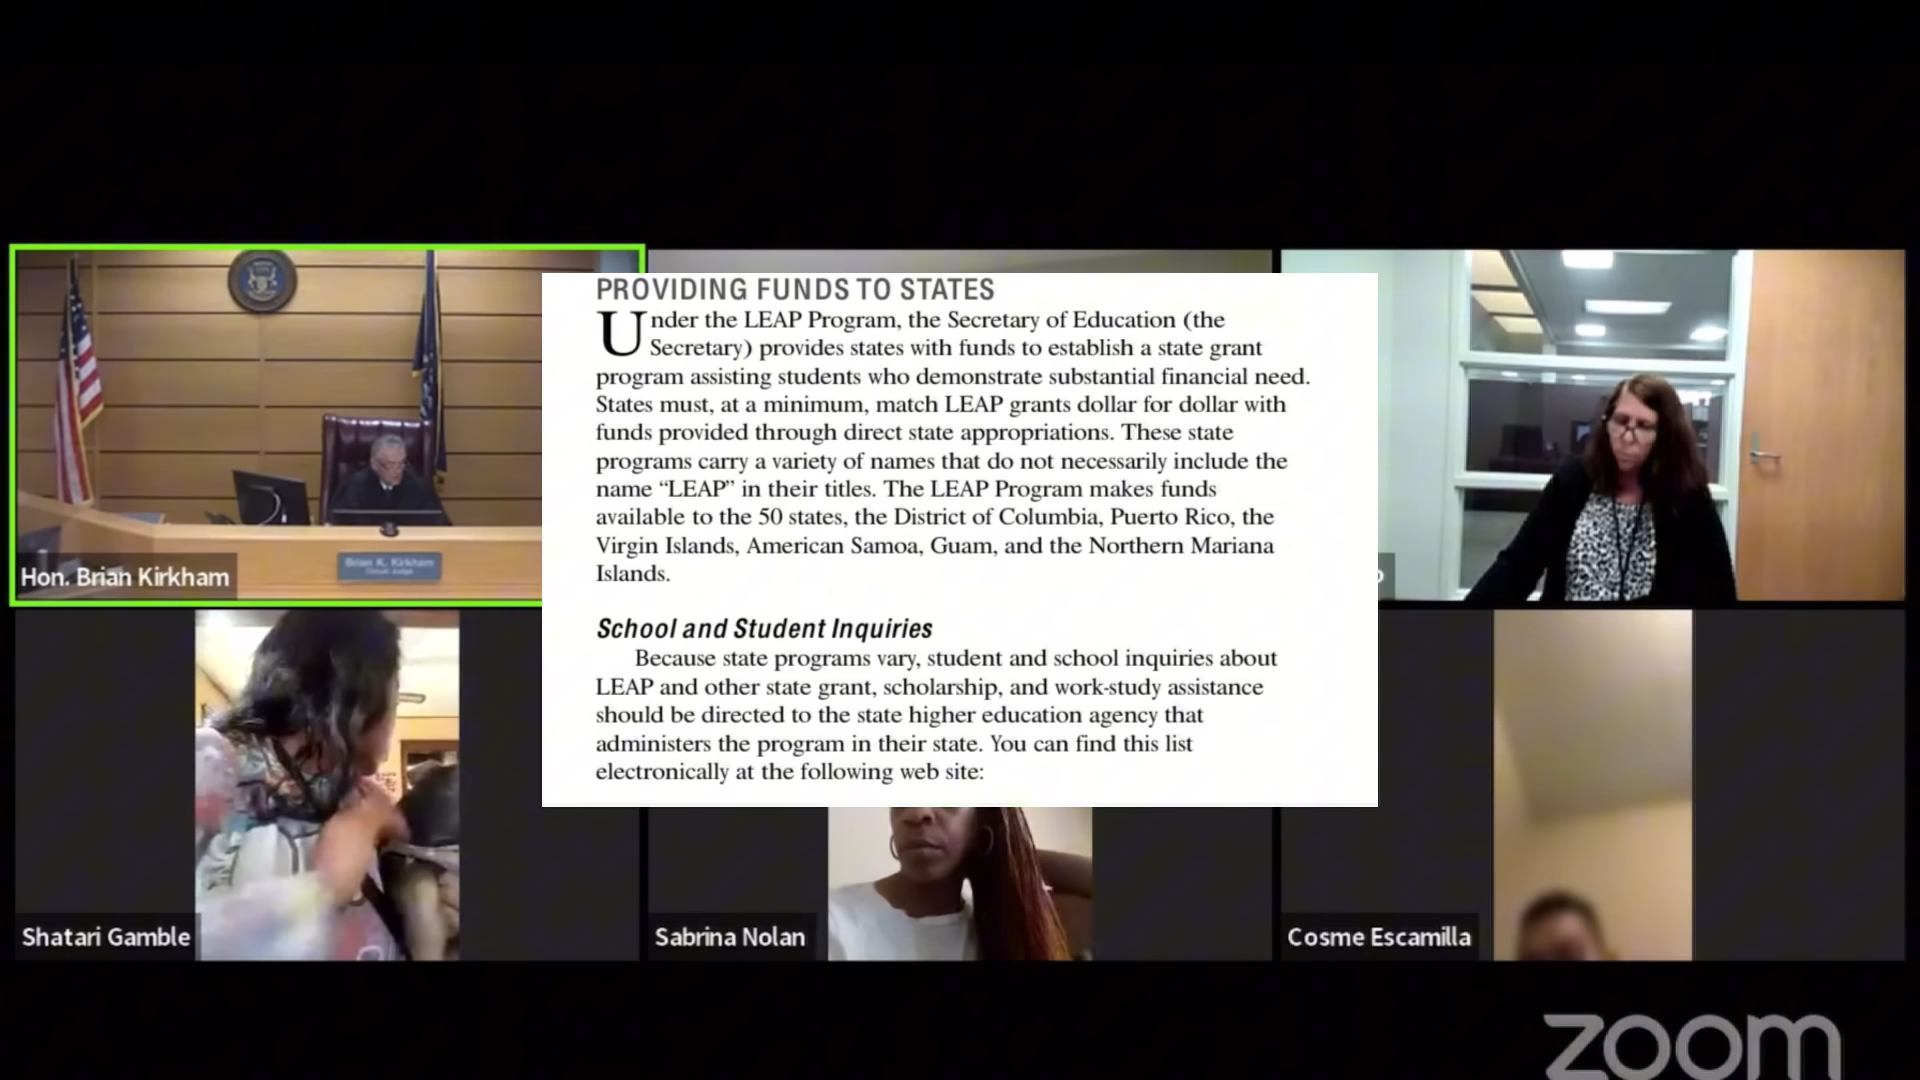 PROVIDING FUNDS TO STATES
Under the LEAP Program, the Secretary of Education (the
Secretary) provides states with funds to establish a state grant
program assisting students who demonstrate substantial financial need.
States must, at a minimum, match LEAP grants dollar for dollar with
funds provided through direct state appropriations. These state
programs carry a variety of names that do not necessarily include the
name “LEAP” in their titles. The LEAP Program makes funds
available to the 50 states, the District of Columbia, Puerto Rico, the
Virgin Islands, American Samoa, Guam, and the Northern Mariana
Islands.
School and Student Inquiries
Because state programs vary, student and school inquiries about
LEAP and other state grant, scholarship, and work-study assistance
should be directed to the state higher education agency that
administers the program in their state. You can find this list
electronically at the following web site:
Brian K. Kirkham
Circuit Judge
Hon. Brian Kirkham
Shatari Gamble
Sabrina Nolan
Cosme Escamilla
zoom